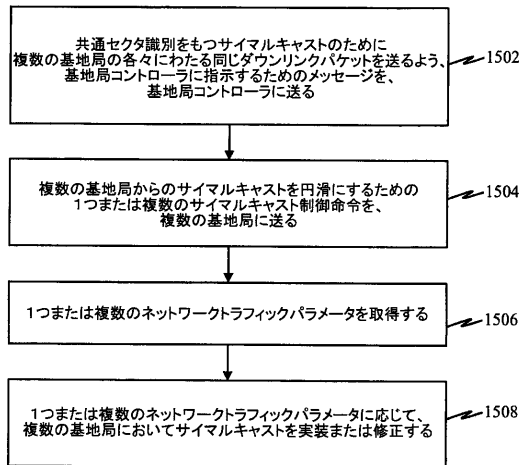 共通セクタ識別をもつサイマルキャストのために
複数の基地局の各々にわたる同じダウンリンクパケットを送るよう、
基地局コントローラに指示するためのメッセージを、
基地局コントローラに送る
1502
複数の基地局からのサイマルキャストを円滑にするための
1つまたは複数のサイマルキャスト制御命令を、
複数の基地局に送る
1504
1つまたは複数のネットワークトラフィックパラメータを取得する
1506
1つまたは複数のネットワークトラフィックパラメータに応じて、
複数の基地局においてサイマルキャストを実装または修正する
1508